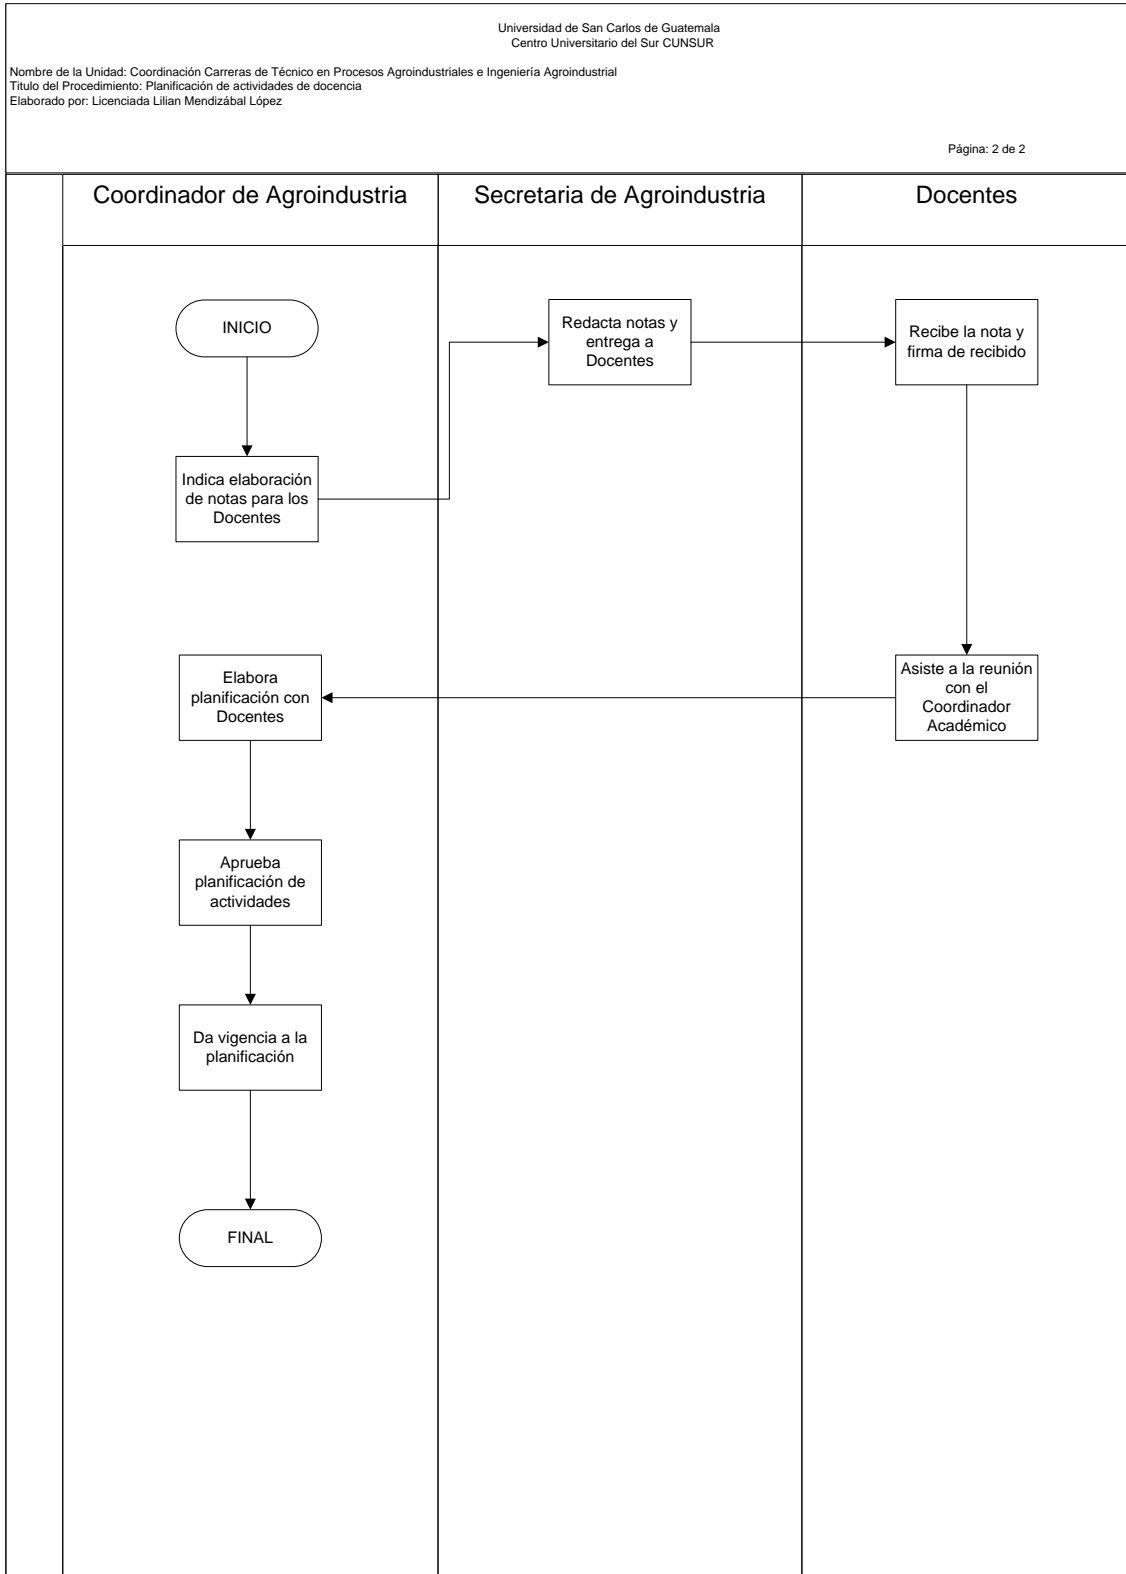 Universidad de San Carlos de Guatemala
Centro Universitario del Sur CUNSUR
Nombre de la Unidad: Coordinación Carreras de Técnico en Procesos Agroindustriales e Ingeniería Agroindustrial
Titulo del Procedimiento: Planificación de actividades de docencia
Elaborado por: Licenciada Lilian Mendizábal López
Página: 2 de 2
Coordinador de Agroindustria
Secretaria de Agroindustria
Docentes
INICIO
Redacta notas y
entrega a
Docentes
Recibe la nota y
firma de recibido
Indica elaboración
de notas para los
Docentes
Elabora
planificación con
Docentes
Asiste a la reunión
con el
Coordinador
Académico
Aprueba
planificación de
actividades
Da vigencia a la
planificación
FINAL